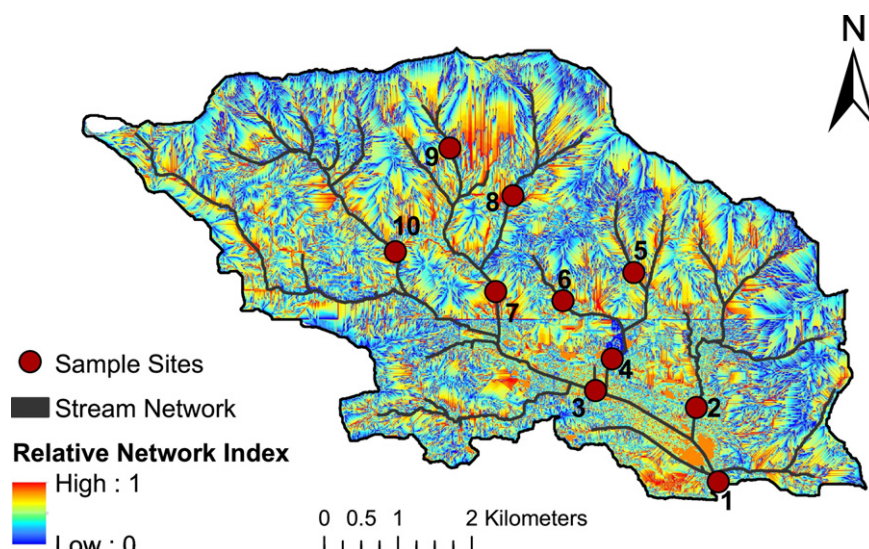 N
9
8
10
5
6
7
4
3
2
1
Sample Sites
Stream Network
Relative Network Index
High : 1
Low : 0
0 0.5 1 2 Kilometers